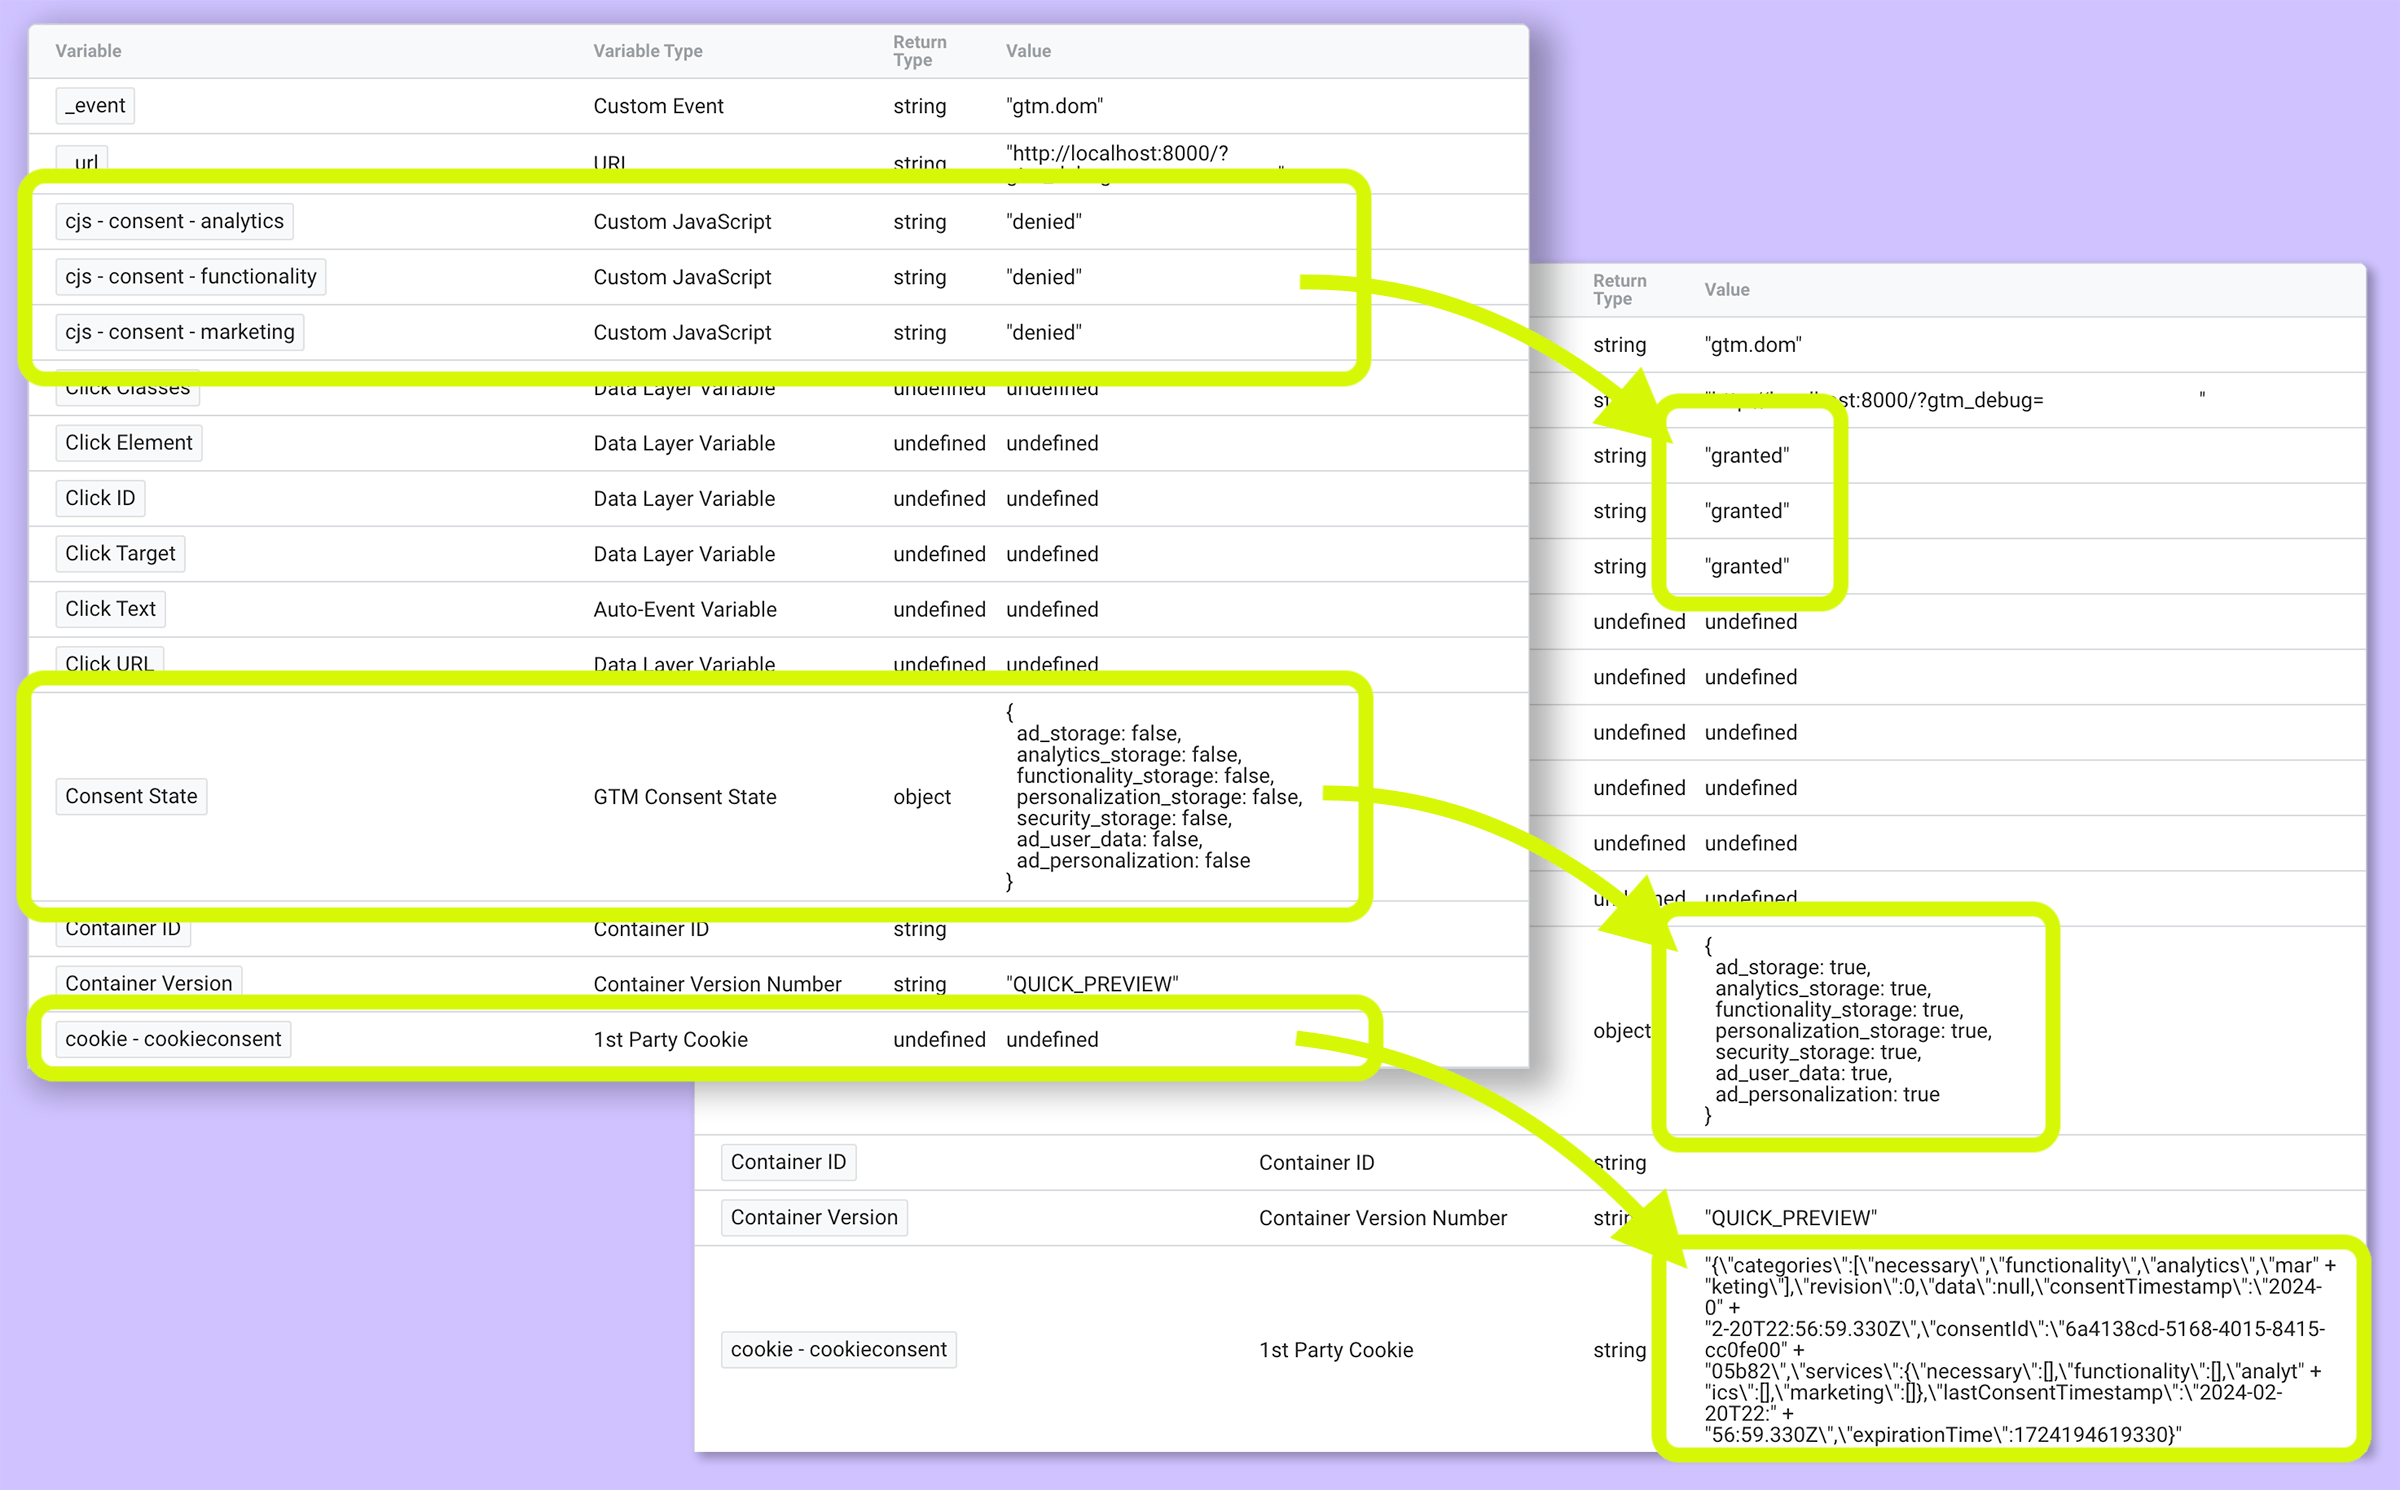 Variable Variable Type Return Type Value
_event Custom Event string "gtm.dom"
_url URL string "http://localhost:8000/?
"
cjs - consent - analytics Custom JavaScript string "denied"
cjs - consent - functionality Custom JavaScript string "denied"
cjs - consent - marketing Custom JavaScript string "denied"
Click Classes Data Layer Variable undefined undefined
Click Element Data Layer Variable undefined undefined
Click ID Data Layer Variable undefined undefined
Click Target Data Layer Variable undefined undefined
Click Text Auto-Event Variable undefined undefined
Click URL Data Layer Variable undefined undefined
Consent State GTM Consent State object
{
ad_storage: false,
analytics_storage: false,
functionality_storage: false,
personalization_storage: false,
security_storage: false,
ad_user_data: false,
ad_personalization: false
}
Container ID Container ID string
Container Version Container Version Number string "QUICK_PREVIEW"
cookie - cookieconsent 1st Party Cookie undefined undefined
Return Type Value
string "gtm.dom"
:8000/?gtm_debug= "
string "granted"
string "granted"
string "granted"
undefined undefined
undefined undefined
undefined undefined
undefined undefined
undefined undefined
undefined undefined
object
{
ad_storage: true,
analytics_storage: true,
functionality_storage: true,
personalization_storage: true,
security_storage: true,
ad_user_data: true,
ad_personalization: true
}
Container ID Container ID string
Container Version Container Version Number string "QUICK_PREVIEW"
cookie - cookieconsent 1st Party Cookie string
"{\"categories\":[\"necessary\",\"functionality\",\"analytics\",\"mar" +
"keting\"],\"revision\":0,\"data\":null,\"consentTimestamp\":\"2024-
0" +
"2-20T22:56:59.330Z\",\"consentId\":\"6a4138cd-5168-4015-8415-
cc0fe00" +
"05b82\",\"services\":{\"necessary\":[],\"functionality\":[],\"analyt" +
"ics\":[],\"marketing\":[]},\"lastConsentTimestamp\":\"2024-02-
20T22:" +
"56:59.330Z\",\"expirationTime\":1724194619330}"